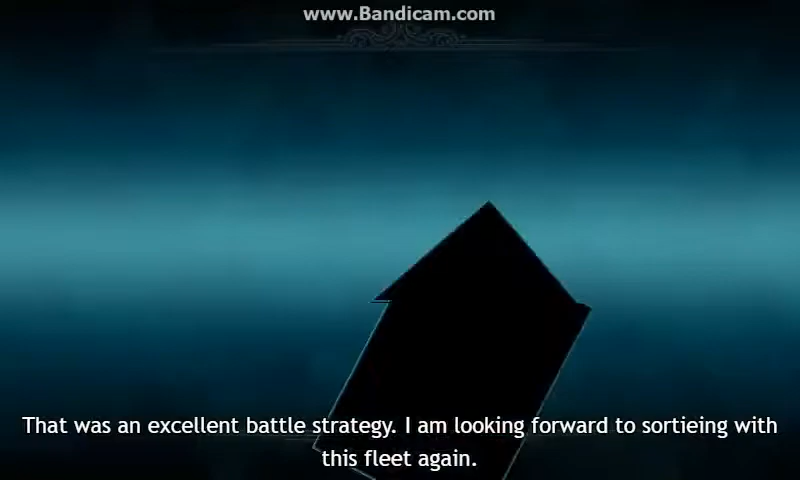 www.Bandicam.com
That was an excellent battle strategy. I am looking forward to sortieing with
this fleet again.